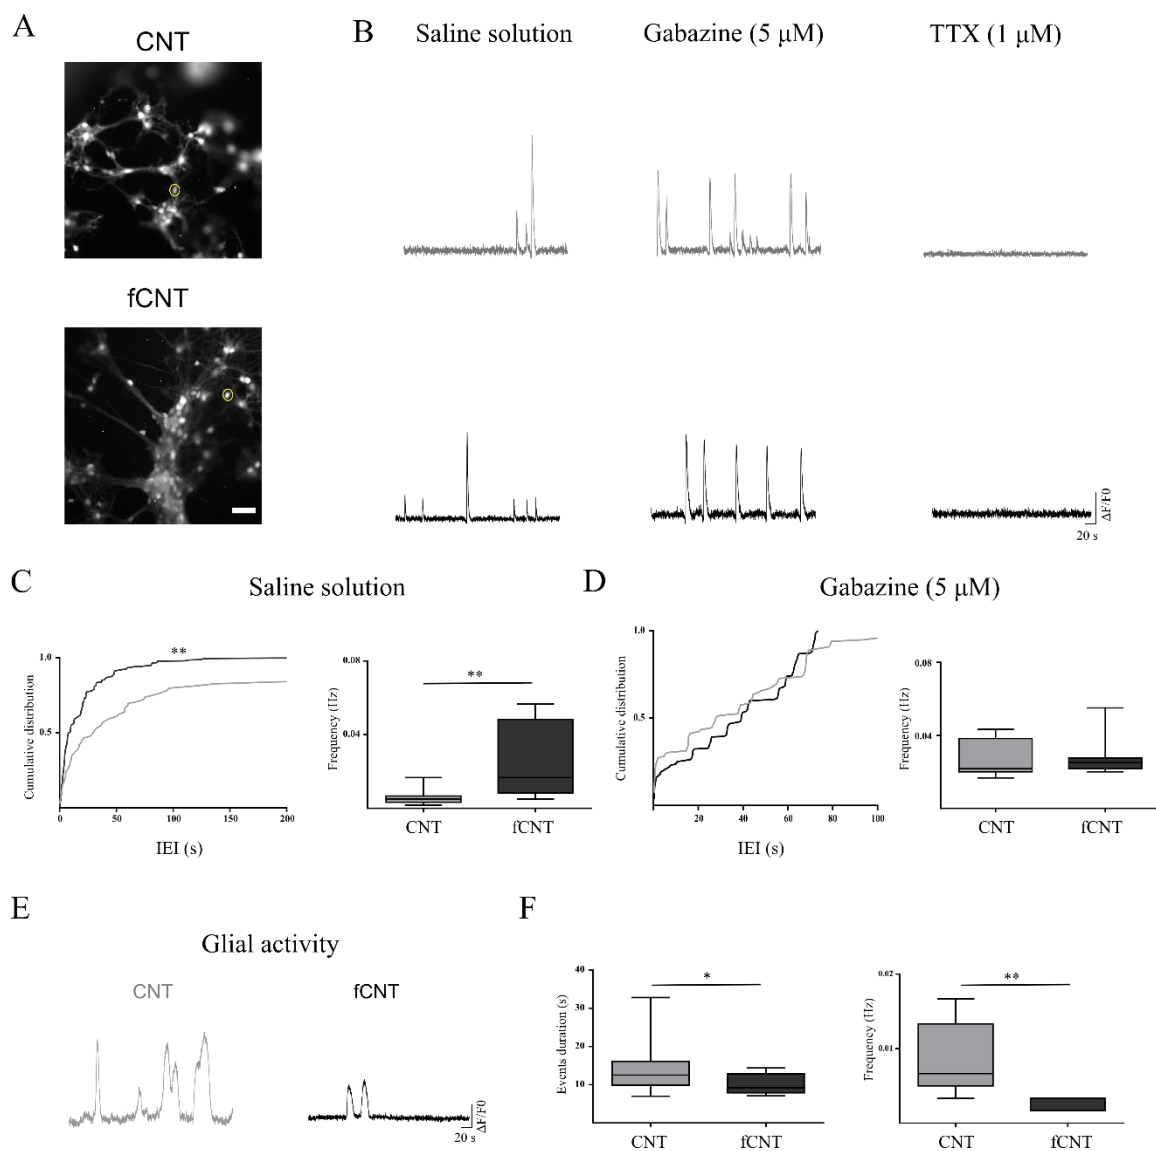 A
CNT
fCNT
B
Saline solution
Gabazine (5 μM)
TTX (1 μM)
ΔF/F0
20 s
C
Saline solution
Cumulative distribution
1.0
0.5
0
50
100
150
200
IEI (s)
**
Frequency (Hz)
0.08
0.04
**
CNT
fCNT
D
Gabazine (5 μM)
Cumulative distribution
1.0
0.5
20
40
60
80
100
IEI (s)
Frequency (Hz)
0.08
0.04
CNT
fCNT
E
Glial activity
CNT
fCNT
ΔF/F0
20 s
F
Events duration (s)
40
30
20
10
*
CNT
fCNT
Frequency (Hz)
0.02
0.01
**
CNT
fCNT